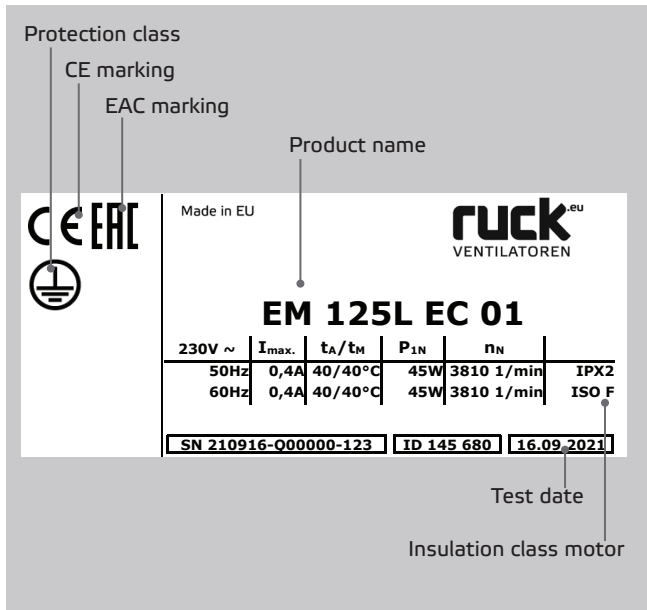 Protection class
CE marking
EAC marking
Product name
CE EAC
Made in EU
ruck.eu
VENTILATOREN
EM 125L EC 01
230V ~ Imax. tA/tM P1N nN
50Hz 0,4A 40/40°C 45W 3810 1/min IPX2
60Hz 0,4A 40/40°C 45W 3810 1/min ISO F
SN 210916-Q00000-123 ID 145 680 16.09.2021
Test date
Insulation class motor